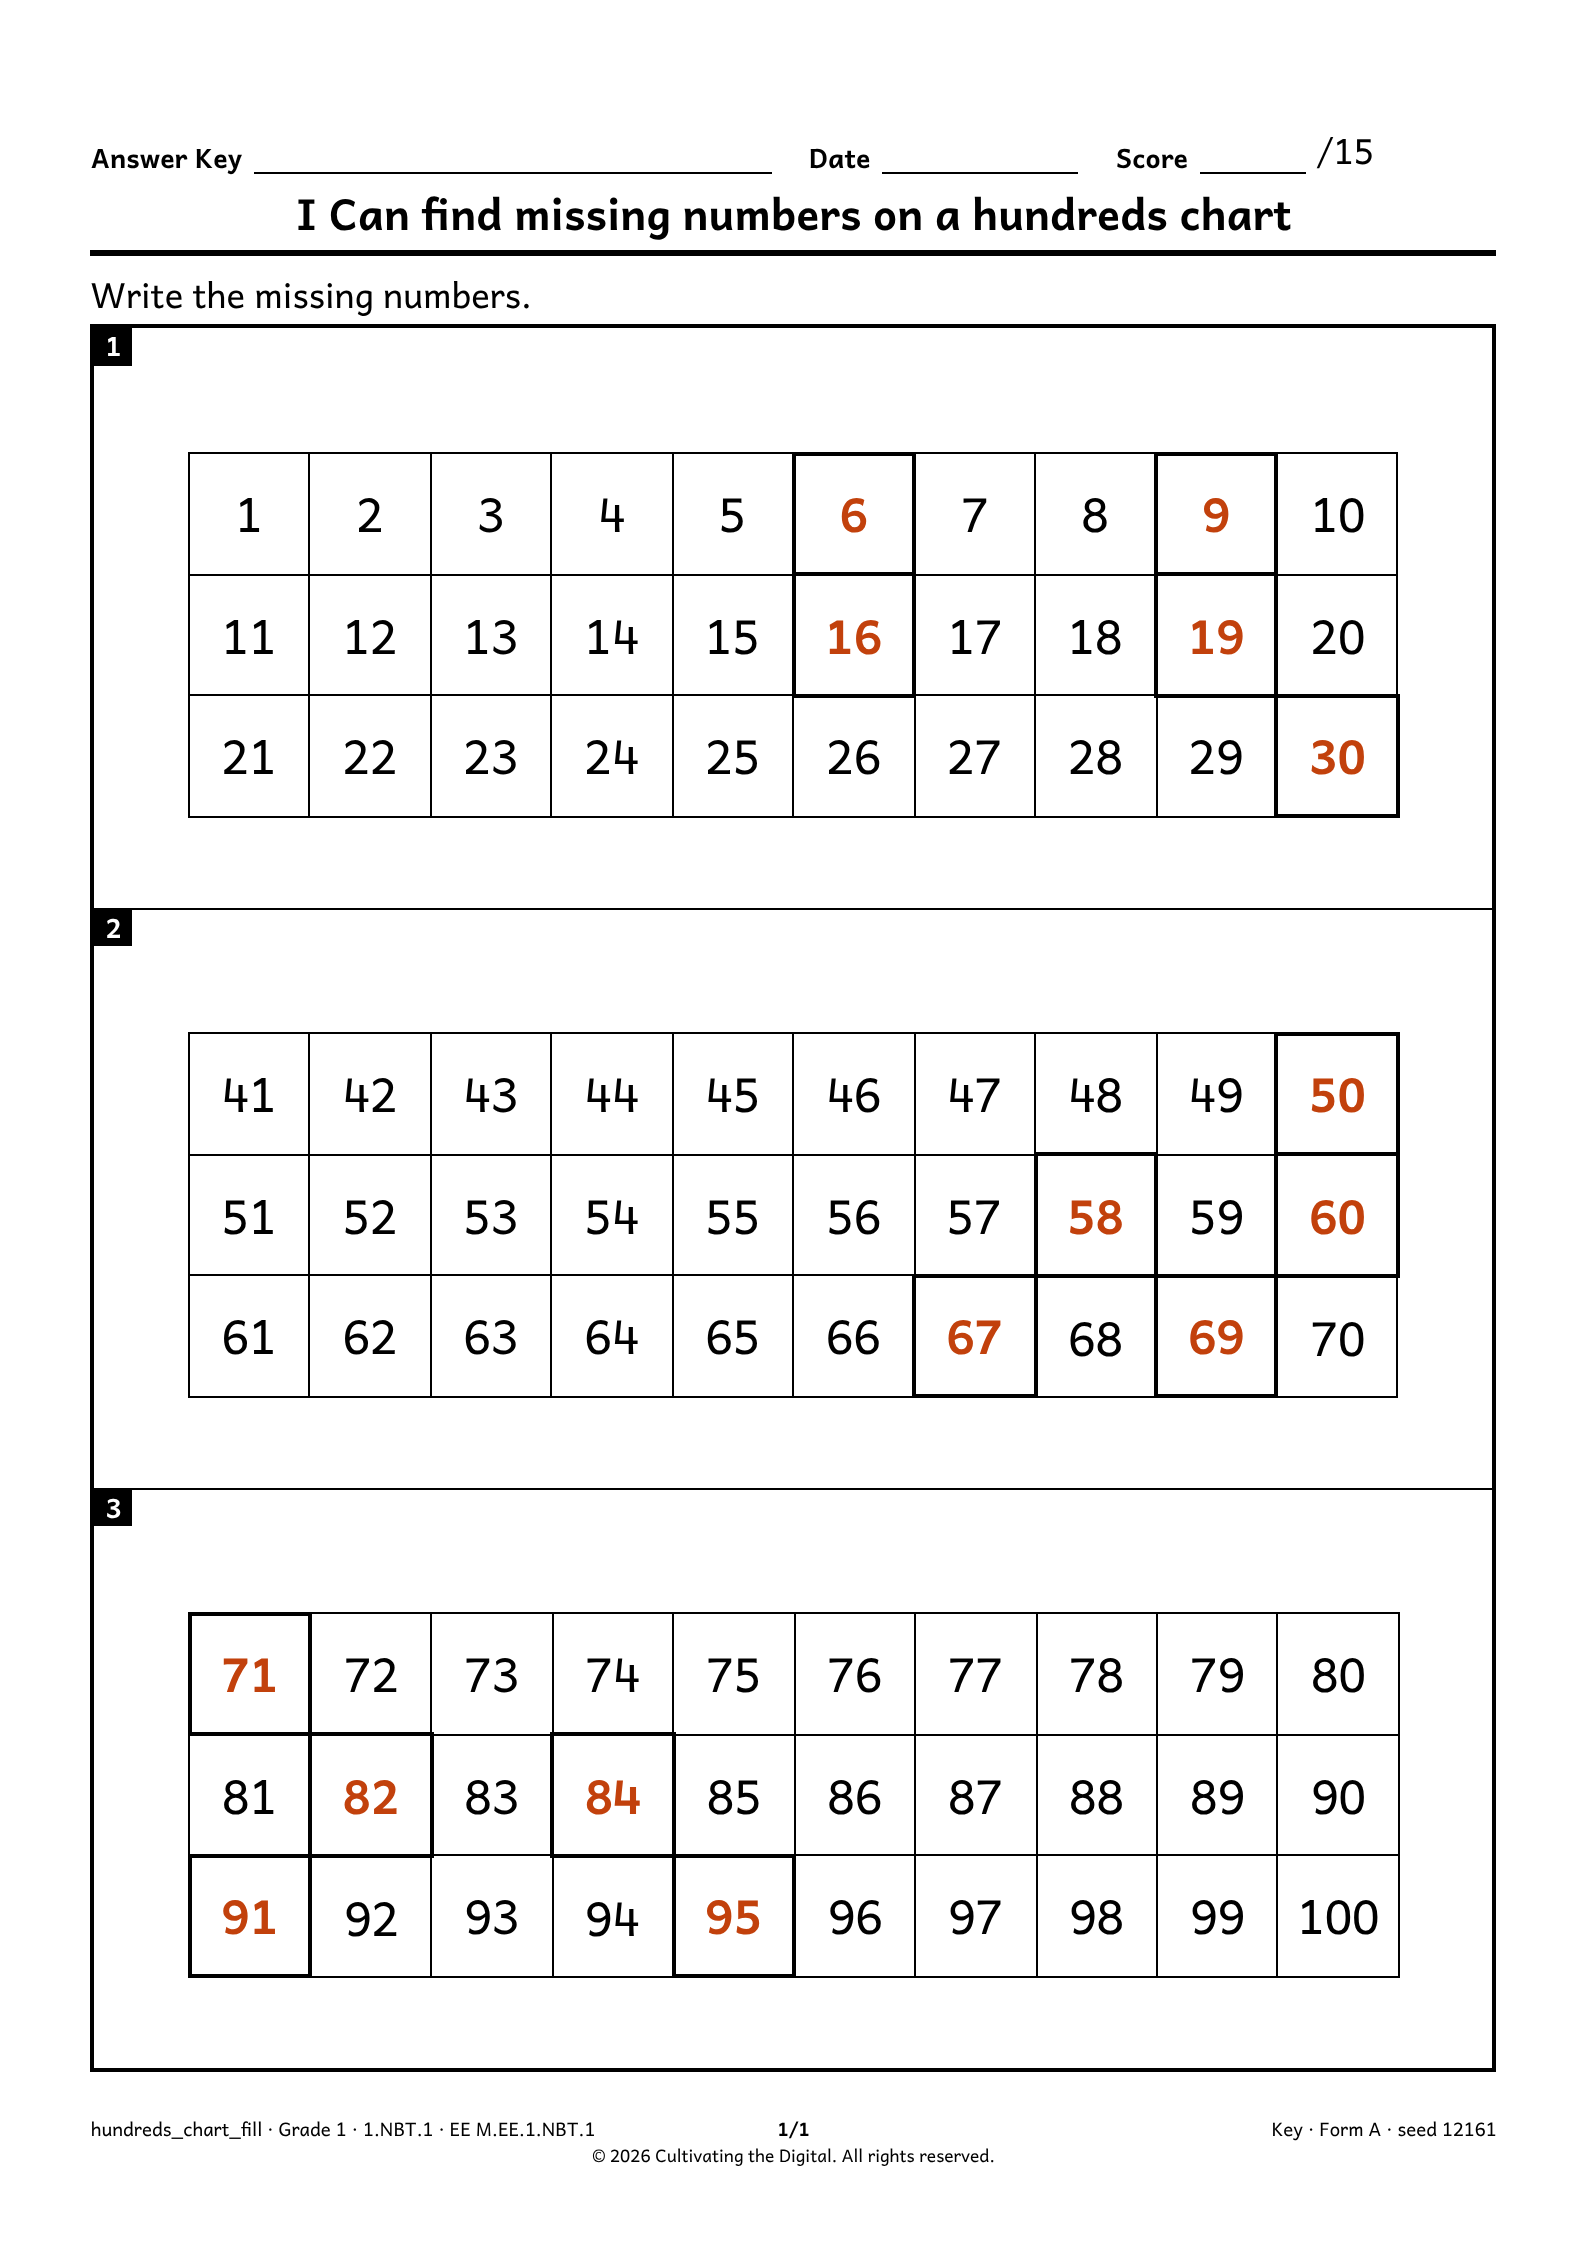 Answer Key Date Score /15
I Can find missing numbers on a hundreds chart
Write the missing numbers.
1
1 2 3 4 5 6 7 8 9 10
11 12 13 14 15 16 17 18 19 20
21 22 23 24 25 26 27 28 29 30
2
41 42 43 44 45 46 47 48 49 50
51 52 53 54 55 56 57 58 59 60
61 62 63 64 65 66 67 68 69 70
3
71 72 73 74 75 76 77 78 79 80
81 82 83 84 85 86 87 88 89 90
91 92 93 94 95 96 97 98 99 100
hundreds_chart_fill · Grade 1 · 1.NBT.1 · EE M.EE.1.NBT.1 1/1 Key · Form A · seed 12161
© 2026 Cultivating the Digital. All rights reserved.